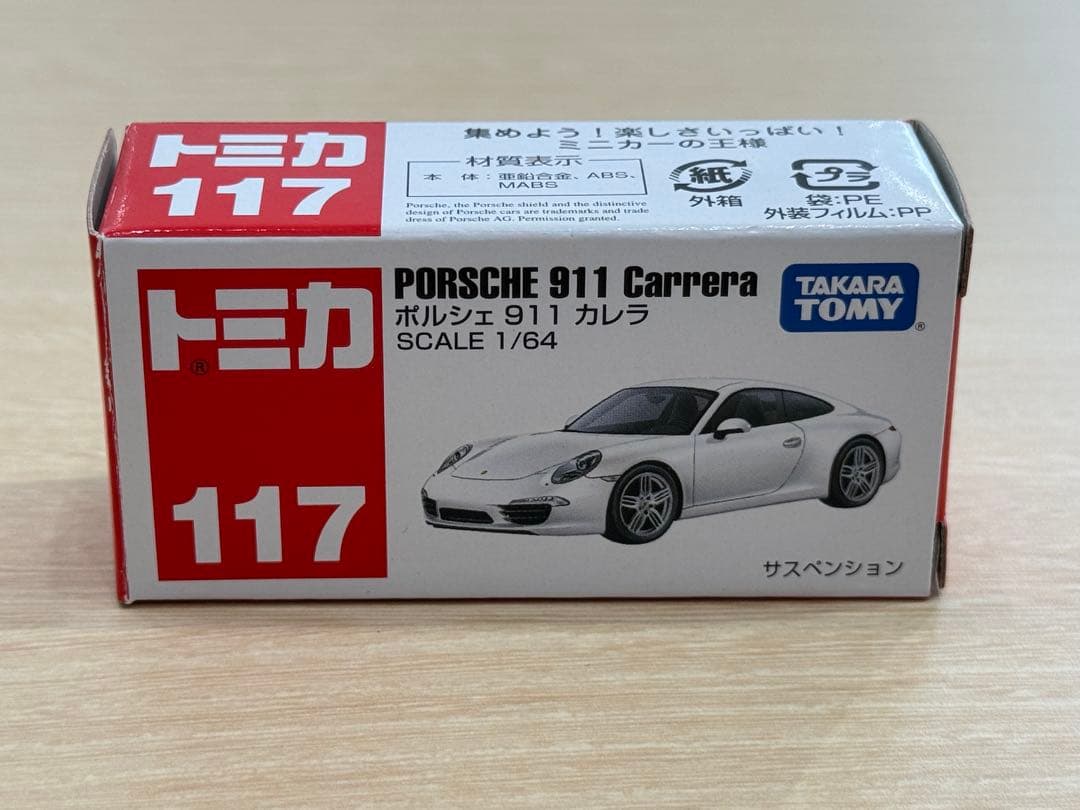 トミカ
117
集めよう！楽しさいっぱい！
ミニカーの王様
材質表示
本 体：亜鉛合金、ABS、
MABS
Porsche, the Porsche shield and the distinctive
design of Porsche cars are trademarks and trade
dress of Porsche AG. Permission granted.
紙
外箱
プラ
袋:PE
外装フィルム:PP
トミカ®
117
PORSCHE 911 Carrera
ポルシェ 911 カレラ
SCALE 1/64
TAKARA
TOMY®
サスペンション